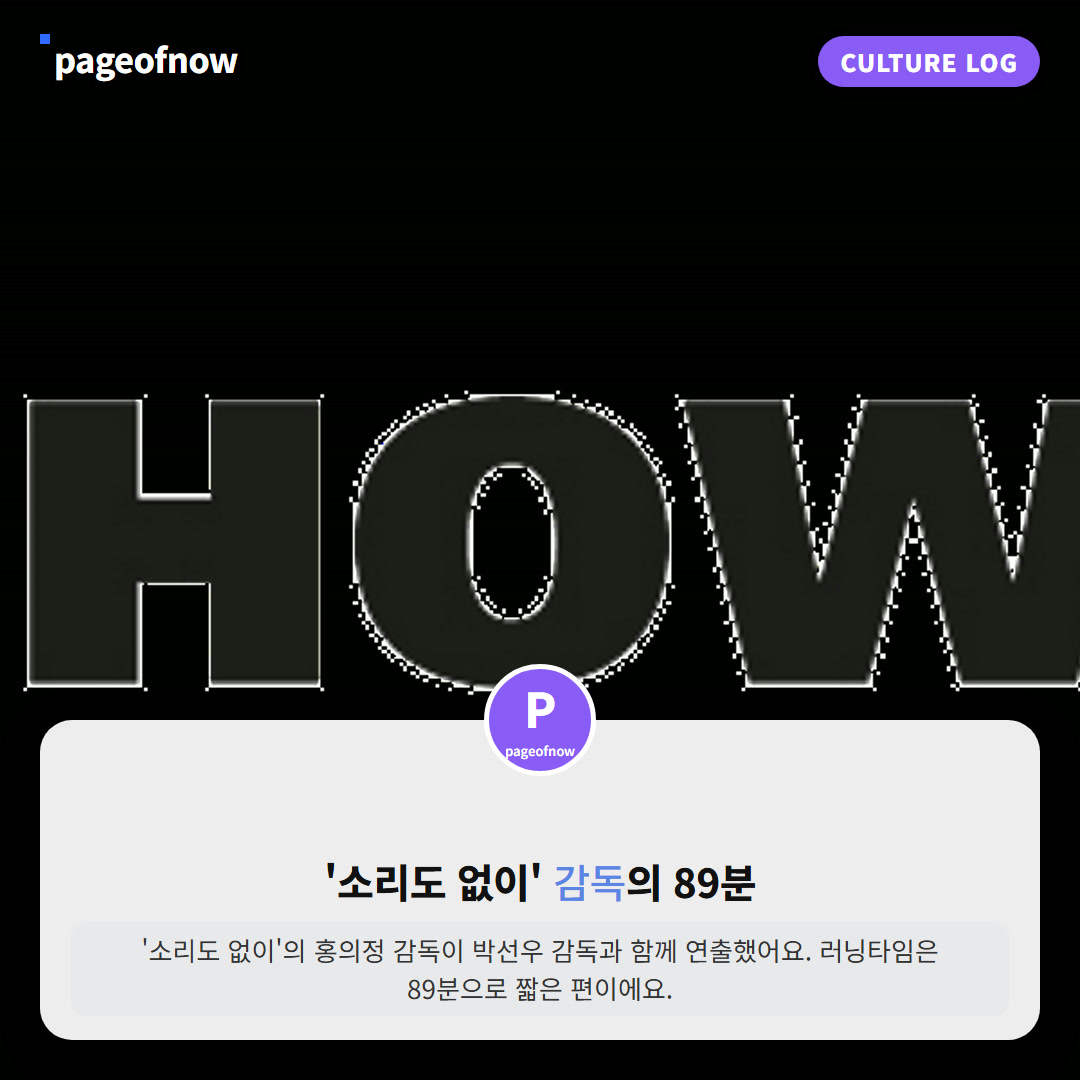 pageofnow
CULTURE LOG
HOW
P
pageofnow
'소리도 없이' 감독의 89분
'소리도 없이'의 홍의정 감독이 박선우 감독과 함께 연출했어요. 러닝타임은
89분으로 짧은 편이에요.